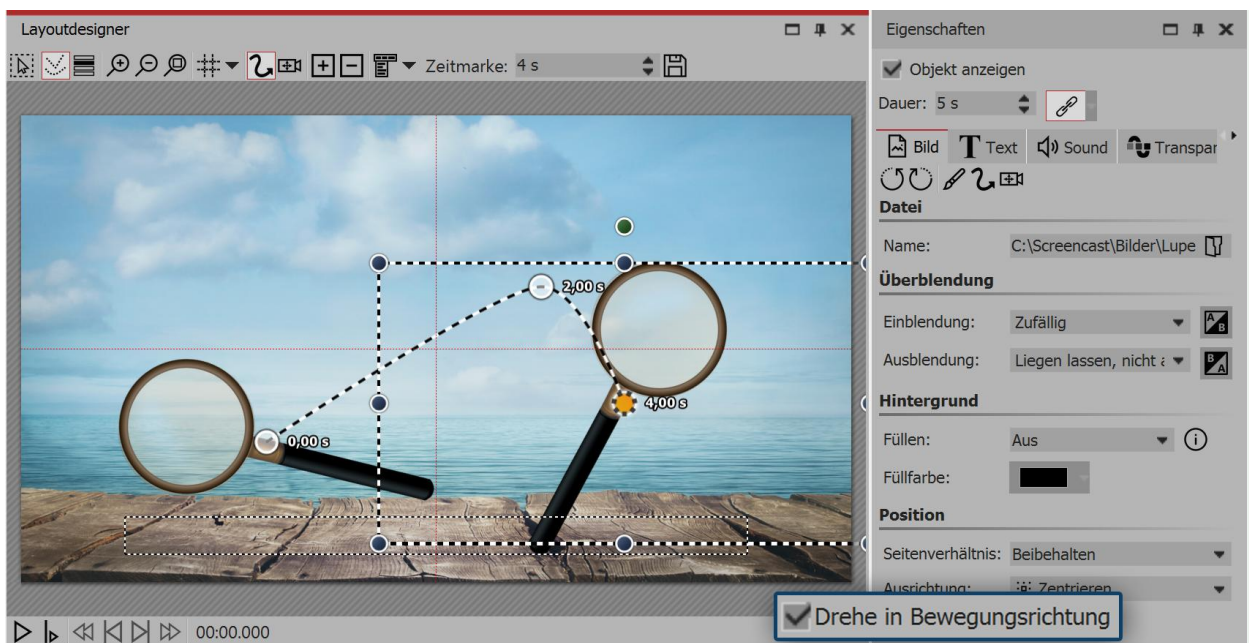 Layoutdesigner
Zeitmarke: 4 s
2,00 s
4,00 s
0,00 s
00:00.000
Eigenschaften
Objekt anzeigen
Dauer: 5 s
Bild T Text Sound Transpar
Datei
Name: C:\Screencast\Bilder\Lupe
Überblendung
Einblendung: Zufällig A B
Ausblendung: Liegen lassen, nicht a B A
Hintergrund
Füllen: Aus
Füllfarbe:
Position
Seitenverhältnis: Beibehalten
Ausrichtung: Zentrieren
Drehe in Bewegungsrichtung